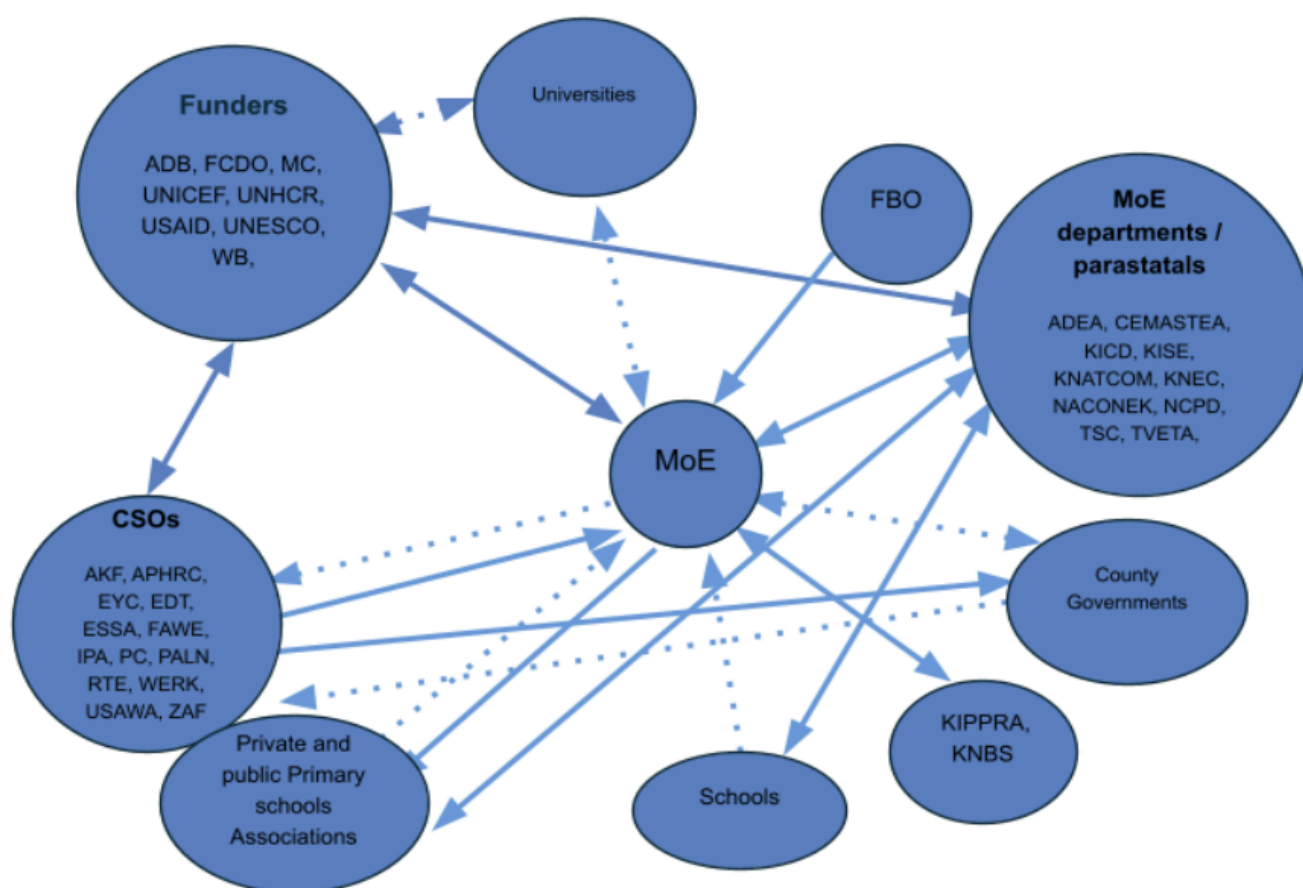 Funders
ADB, FCDO, MC,
UNICEF, UNHCR,
USAID, UNESCO,
WB,
Universities
FBO
MoE
departments /
parastatals
ADEA, CEMASTEA,
KICD, KISE,
KNATCOM, KNEC,
NACONEK, NCPD,
TSC, TVETA,
MoE
CSOs
AKF, APHRC,
EYC, EDT,
ESSA, FAWE,
IPA, PC, PALN,
RTE, WERK,
USAWA, ZAF
County
Governments
Private and
public Primary
schools
Associations
Schools
KIPPRA,
KNBS